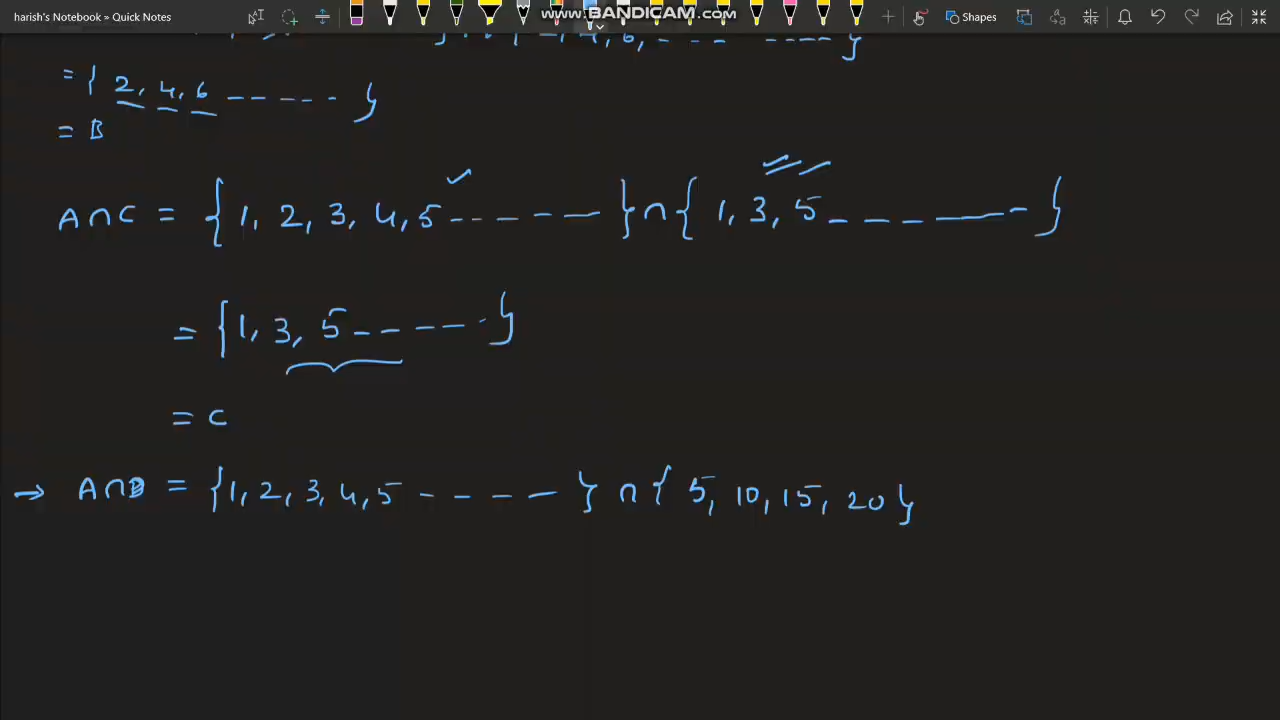 harish's Notebook » Quick Notes
www.BANDICAM.com
Shapes
= { 2, 4, 6 ------ }
= B
A∩C = { 1, 2, 3, 4, 5 ------ } ∩ { 1, 3, 5 ------ }
= { 1, 3, 5 ------ }
= C
→ A∩D = { 1, 2, 3, 4, 5 ----- } ∩ { 5, 10, 15, 20 }